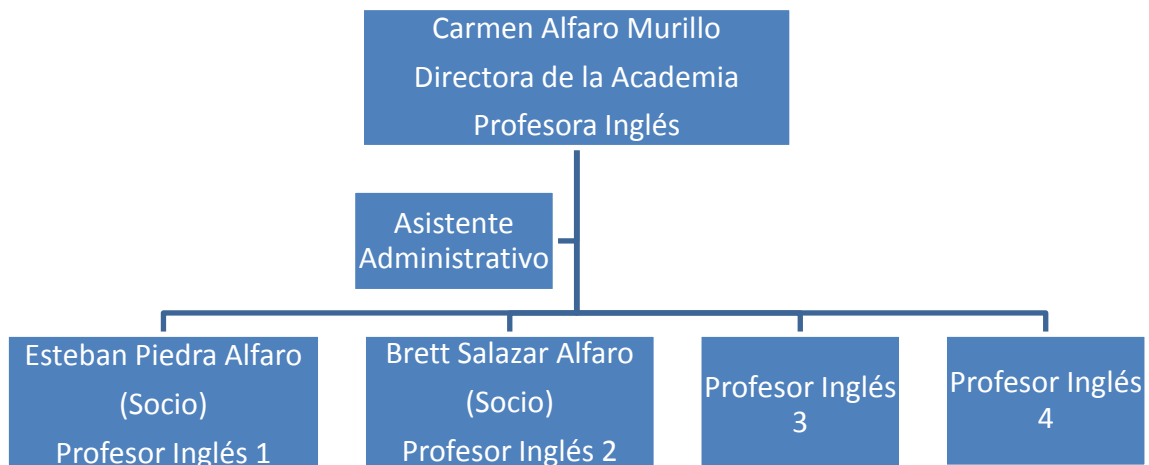 Carmen Alfaro Murillo
Directora de la Academia
Profesora Inglés
Asistente
Administrativo
Esteban Piedra Alfaro
(Socio)
Profesor Inglés 1
Brett Salazar Alfaro
(Socio)
Profesor Inglés 2
Profesor Inglés
3
Profesor Inglés
4